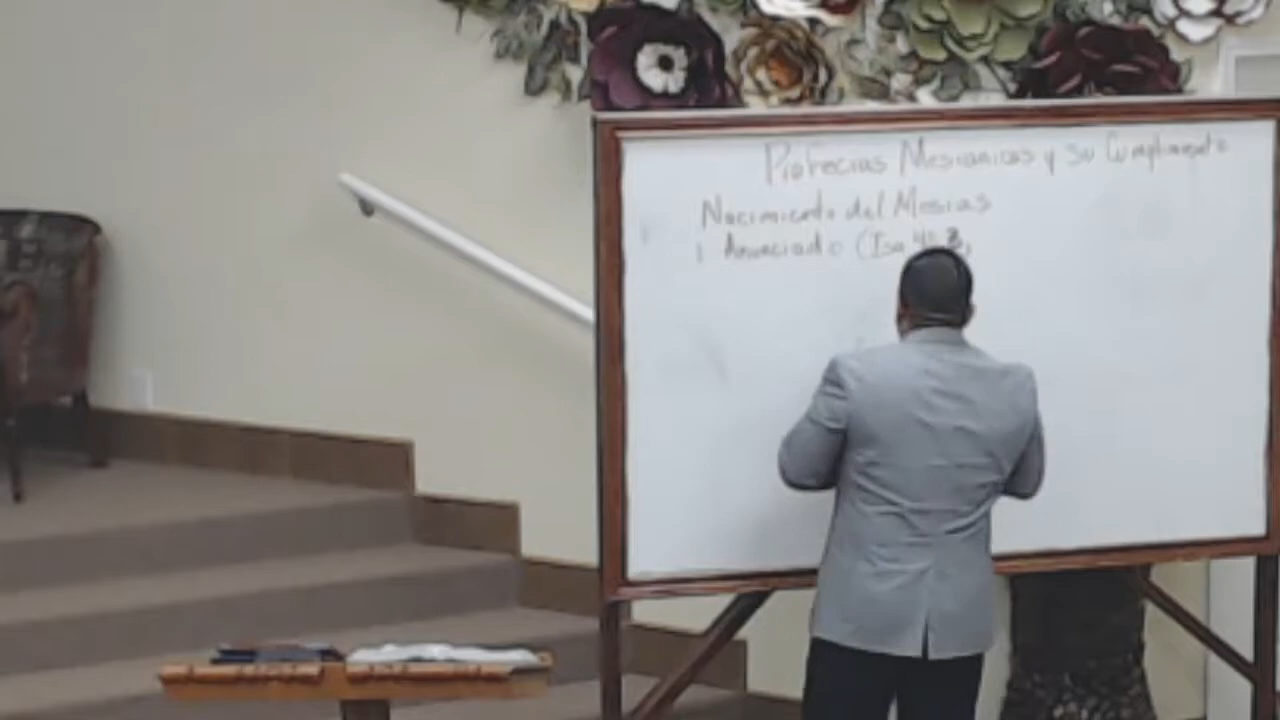 Profecias Mesianicas y su Cumplimiento
Nacimiento del Mesias
1 Anunciado (Isa